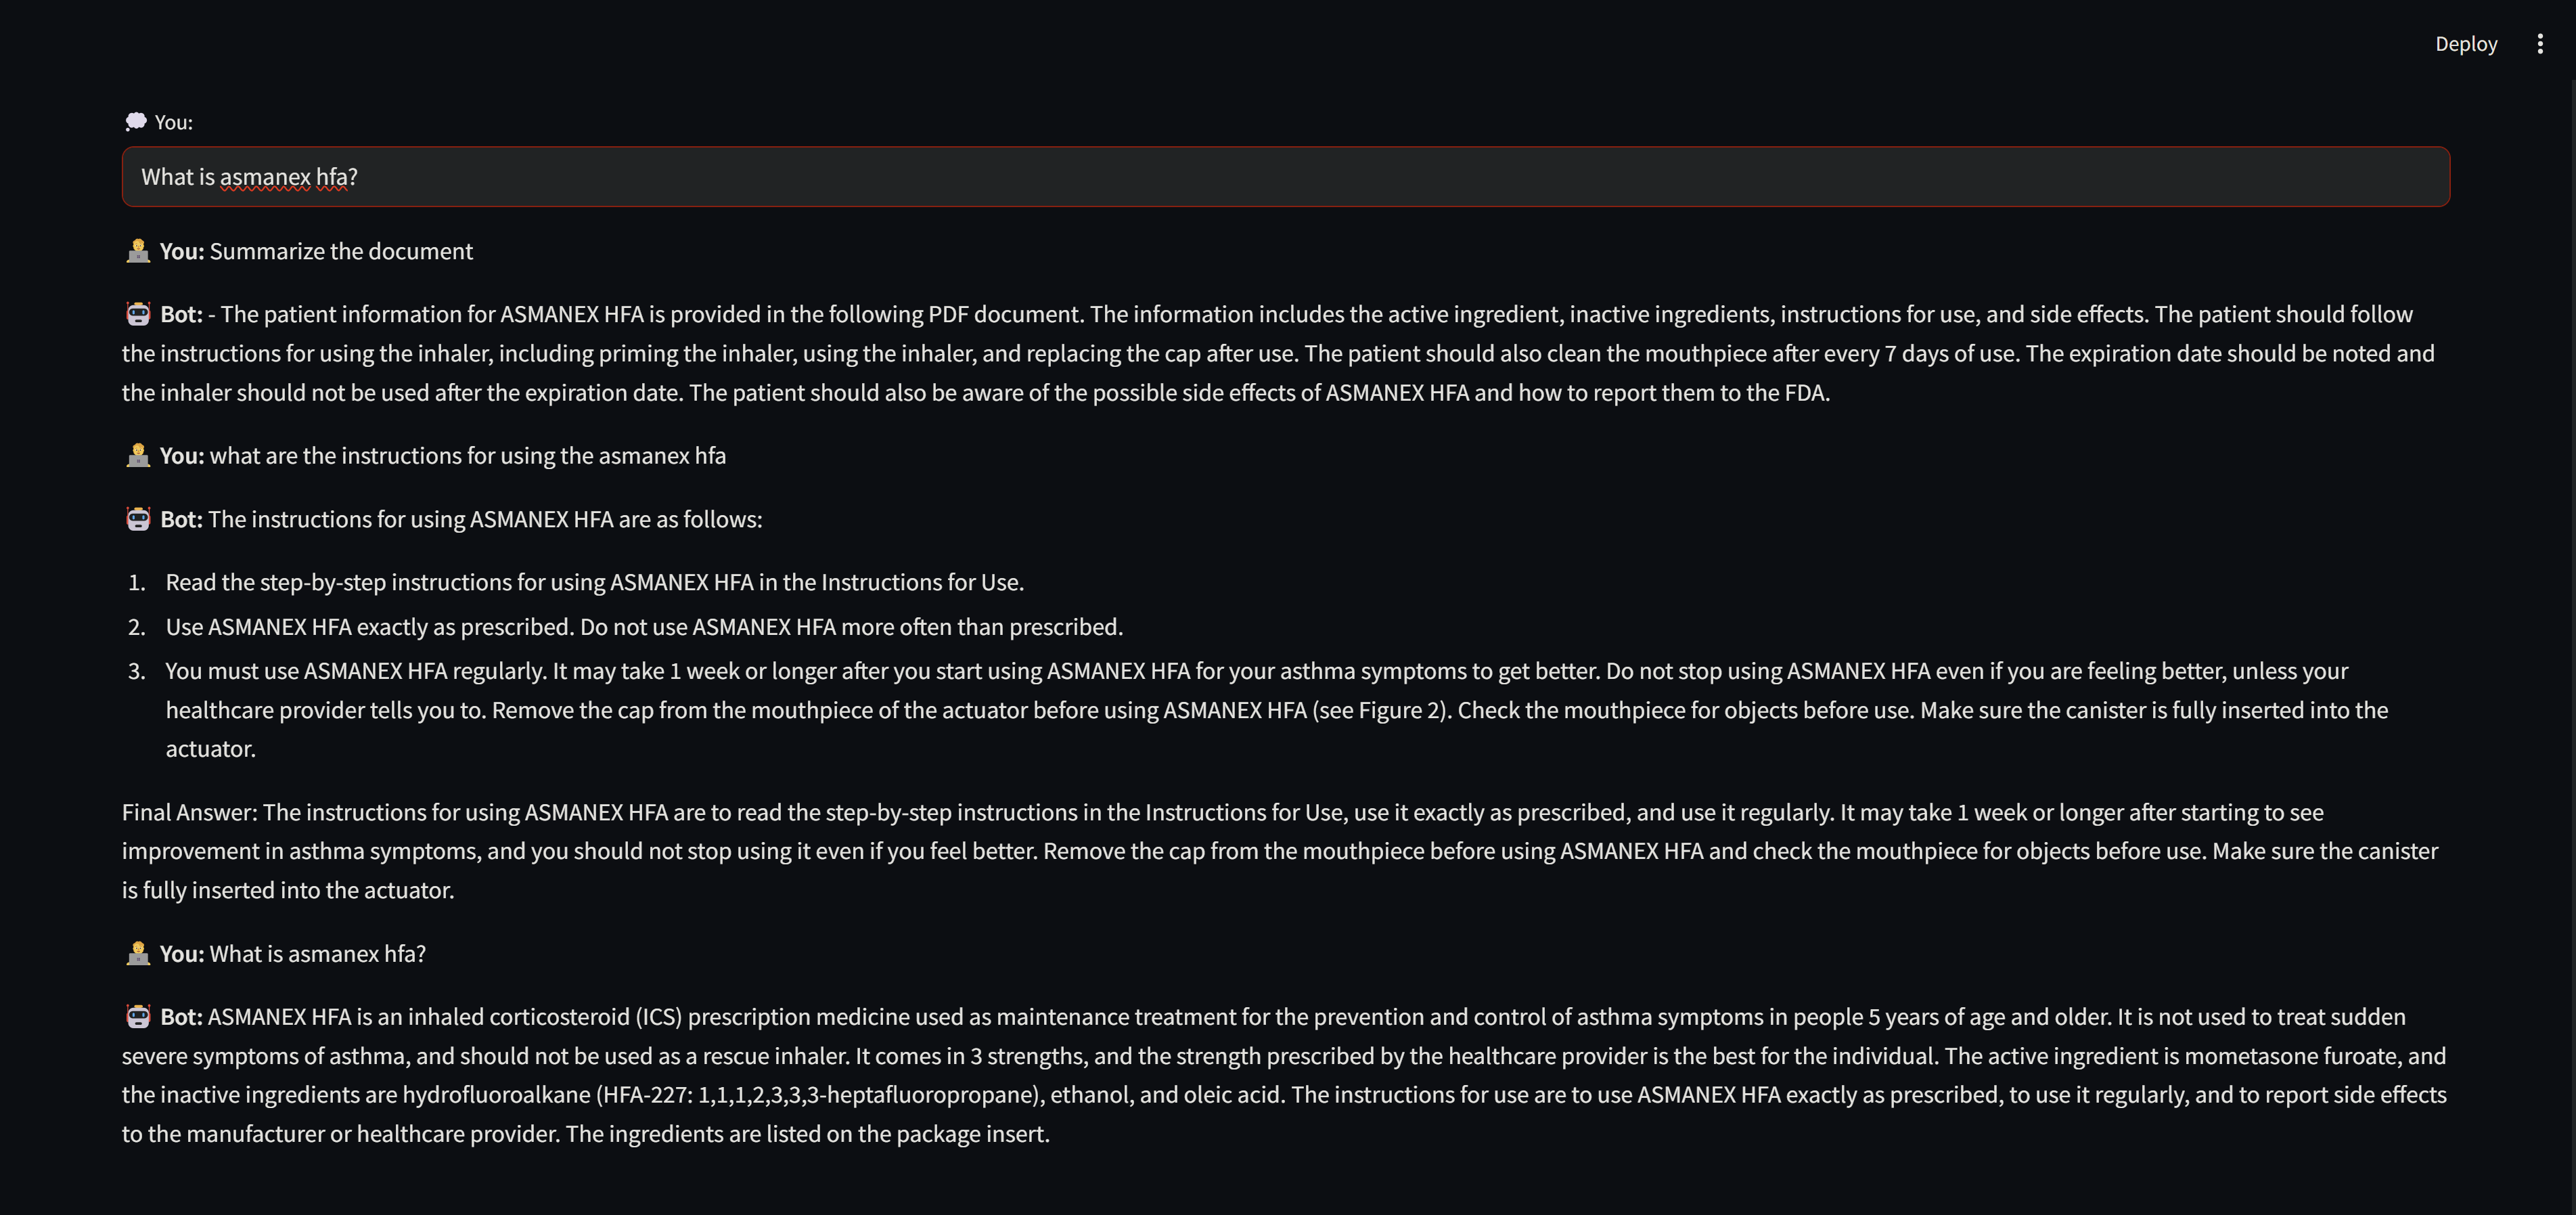 Deploy
You:
What is asmanex hfa?
You: Summarize the document
Bot: - The patient information for ASMANEX HFA is provided in the following PDF document. The information includes the active ingredient, inactive ingredients, instructions for use, and side effects. The patient should follow
the instructions for using the inhaler, including priming the inhaler, using the inhaler, and replacing the cap after use. The patient should also clean the mouthpiece after every 7 days of use. The expiration date should be noted and
the inhaler should not be used after the expiration date. The patient should also be aware of the possible side effects of ASMANEX HFA and how to report them to the FDA.
You: what are the instructions for using the asmanex hfa
Bot: The instructions for using ASMANEX HFA are as follows:
1. Read the step-by-step instructions for using ASMANEX HFA in the Instructions for Use.
2. Use ASMANEX HFA exactly as prescribed. Do not use ASMANEX HFA more often than prescribed.
3. You must use ASMANEX HFA regularly. It may take 1 week or longer after you start using ASMANEX HFA for your asthma symptoms to get better. Do not stop using ASMANEX HFA even if you are feeling better, unless your
healthcare provider tells you to. Remove the cap from the mouthpiece of the actuator before using ASMANEX HFA (see Figure 2). Check the mouthpiece for objects before use. Make sure the canister is fully inserted into the
actuator.
Final Answer: The instructions for using ASMANEX HFA are to read the step-by-step instructions in the Instructions for Use, use it exactly as prescribed, and use it regularly. It may take 1 week or longer after starting to see
improvement in asthma symptoms, and you should not stop using it even if you feel better. Remove the cap from the mouthpiece before using ASMANEX HFA and check the mouthpiece for objects before use. Make sure the canister
is fully inserted into the actuator.
You: What is asmanex hfa?
Bot: ASMANEX HFA is an inhaled corticosteroid (ICS) prescription medicine used as maintenance treatment for the prevention and control of asthma symptoms in people 5 years of age and older. It is not used to treat sudden
severe symptoms of asthma, and should not be used as a rescue inhaler. It comes in 3 strengths, and the strength prescribed by the healthcare provider is the best for the individual. The active ingredient is mometasone furoate, and
the inactive ingredients are hydrofluoroalkane (HFA-227: 1,1,1,2,3,3,3-heptafluoropropane), ethanol, and oleic acid. The instructions for use are to use ASMANEX HFA exactly as prescribed, to use it regularly, and to report side effects
to the manufacturer or healthcare provider. The ingredients are listed on the package insert.